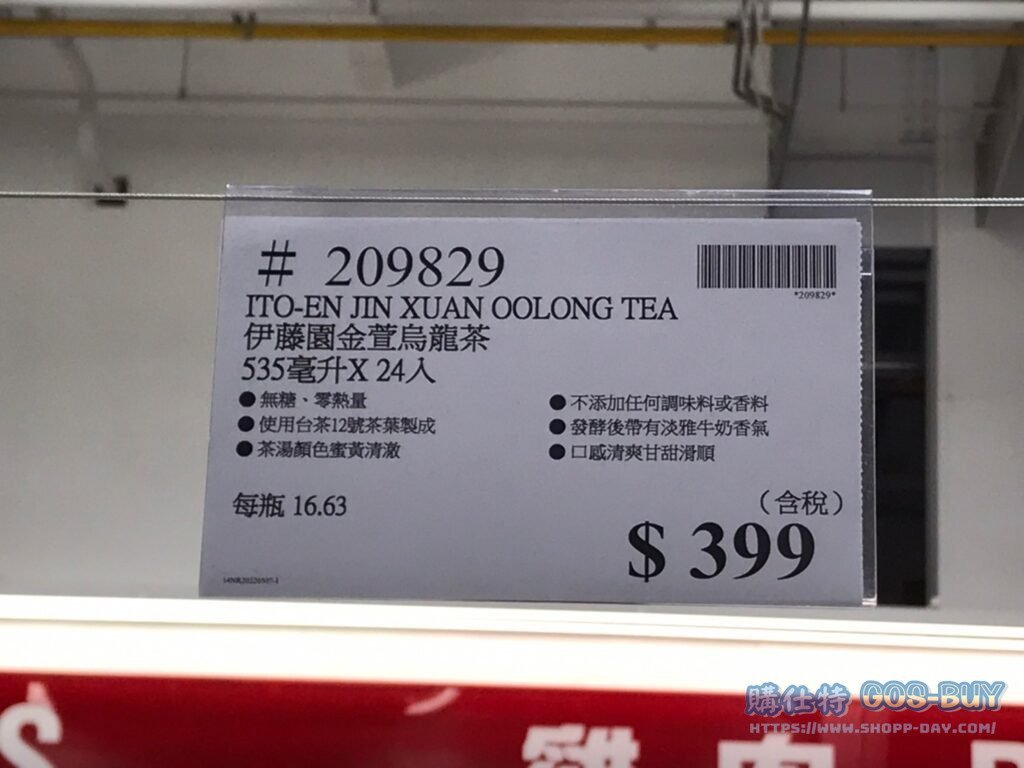 # 209829
*209829*
ITO-EN JIN XUAN OOLONG TEA
伊藤園金萱烏龍茶
535毫升X 24入
●無糖、零熱量
●使用台茶12號茶葉製成
●茶湯顏色蜜黃清澈
●不添加任何調味料或香料
●發酵後帶有淡雅牛奶香氣
●口感清爽甘甜滑順
每瓶 16.63
（含稅）
$ 399
購仕特 GOS-BUY
HTTPS://WWW.SHOPP-DAY.COM/